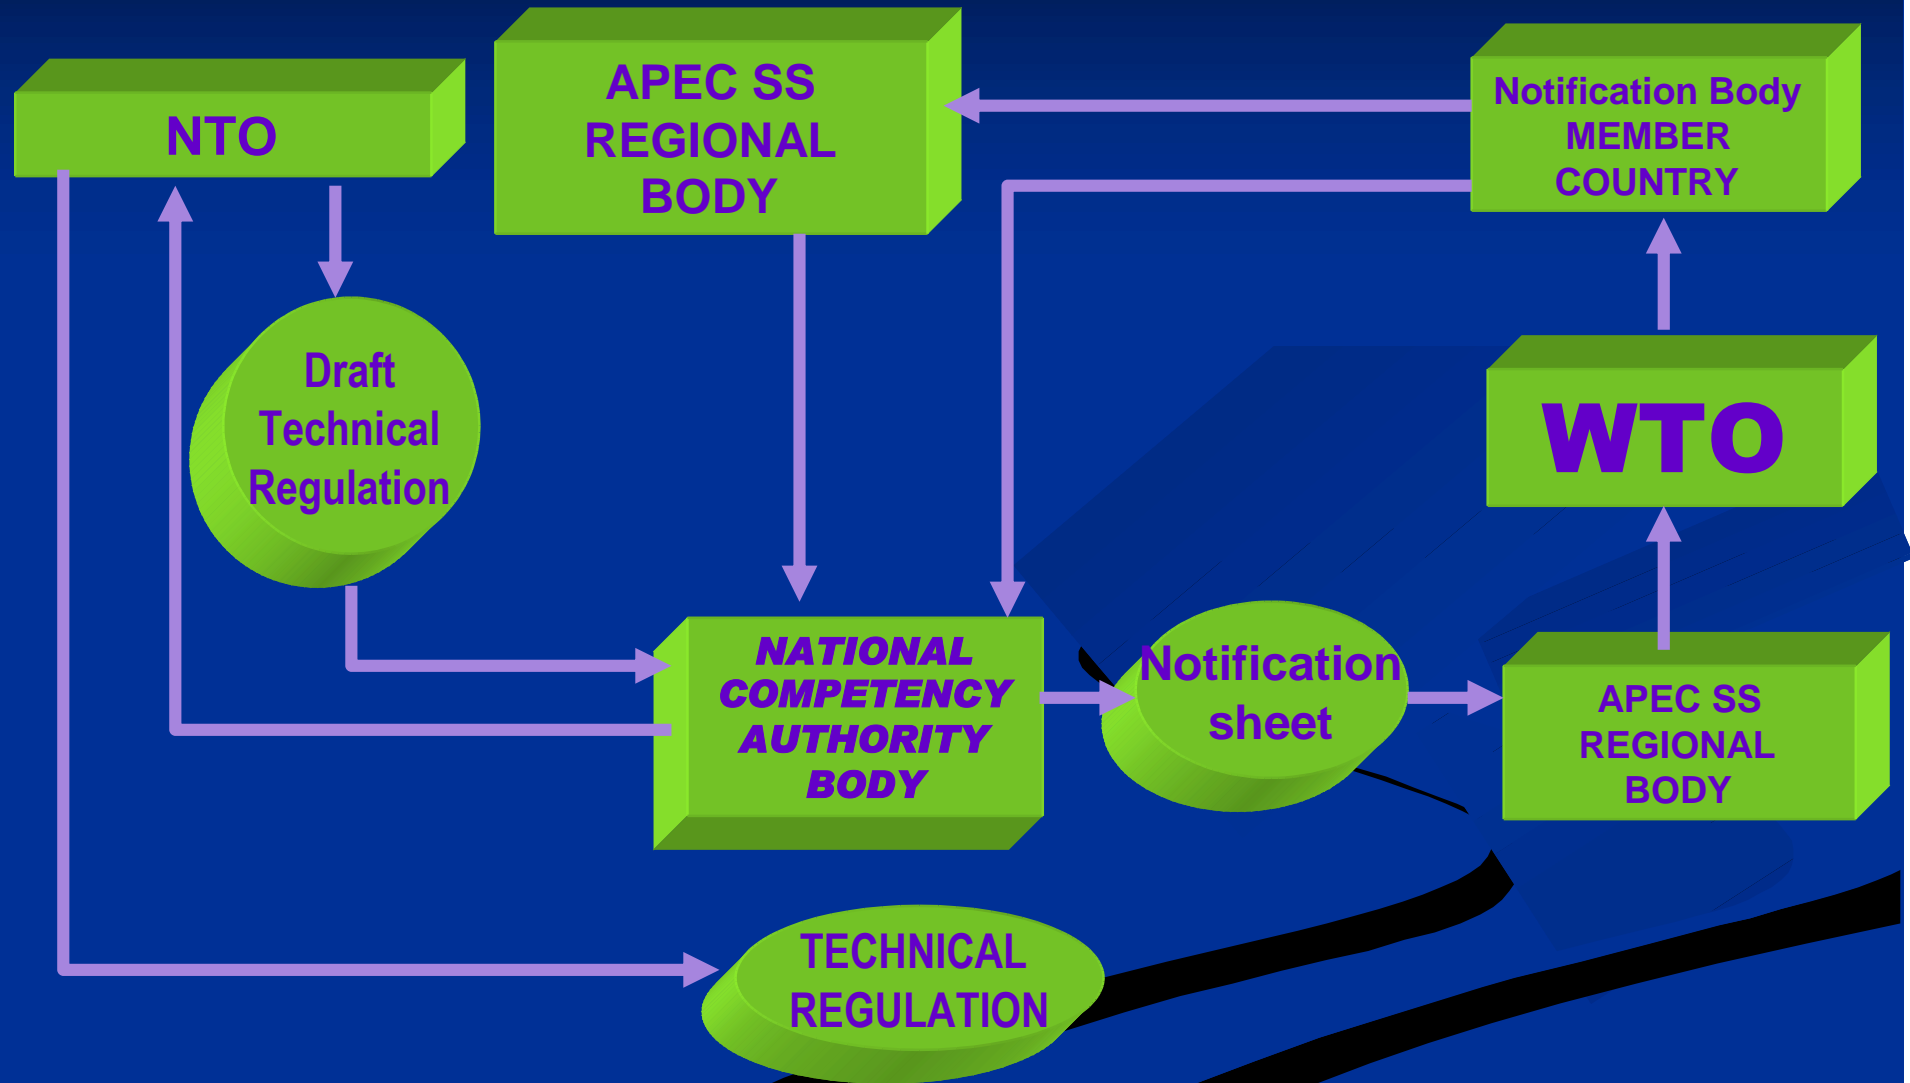 NTO
APEC SS
REGIONAL
BODY
Notification Body
MEMBER
COUNTRY
Draft
Technical
Regulation
WTO
NATIONAL
COMPETENCY
AUTHORITY
BODY
Notification
sheet
APEC SS
REGIONAL
BODY
TECHNICAL
REGULATION